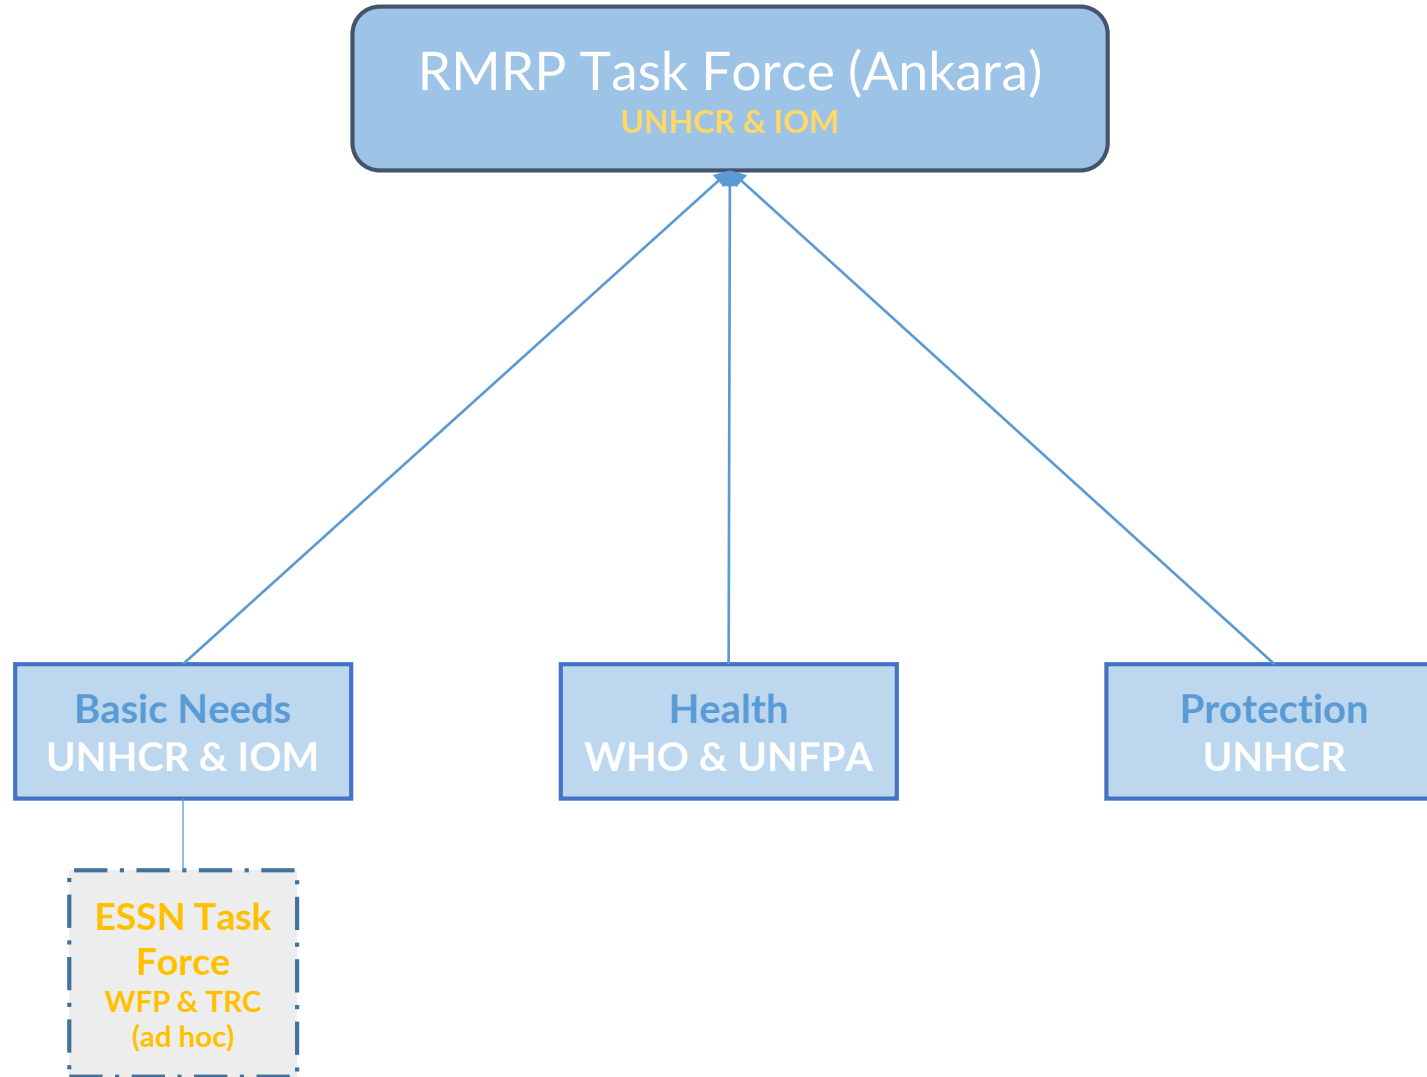 RMRP Task Force (Ankara)
UNHCR & IOM
Basic Needs
UNHCR & IOM
Health
WHO & UNFPA
Protection
UNHCR
ESSN Task
Force
WFP & TRC
(ad hoc)